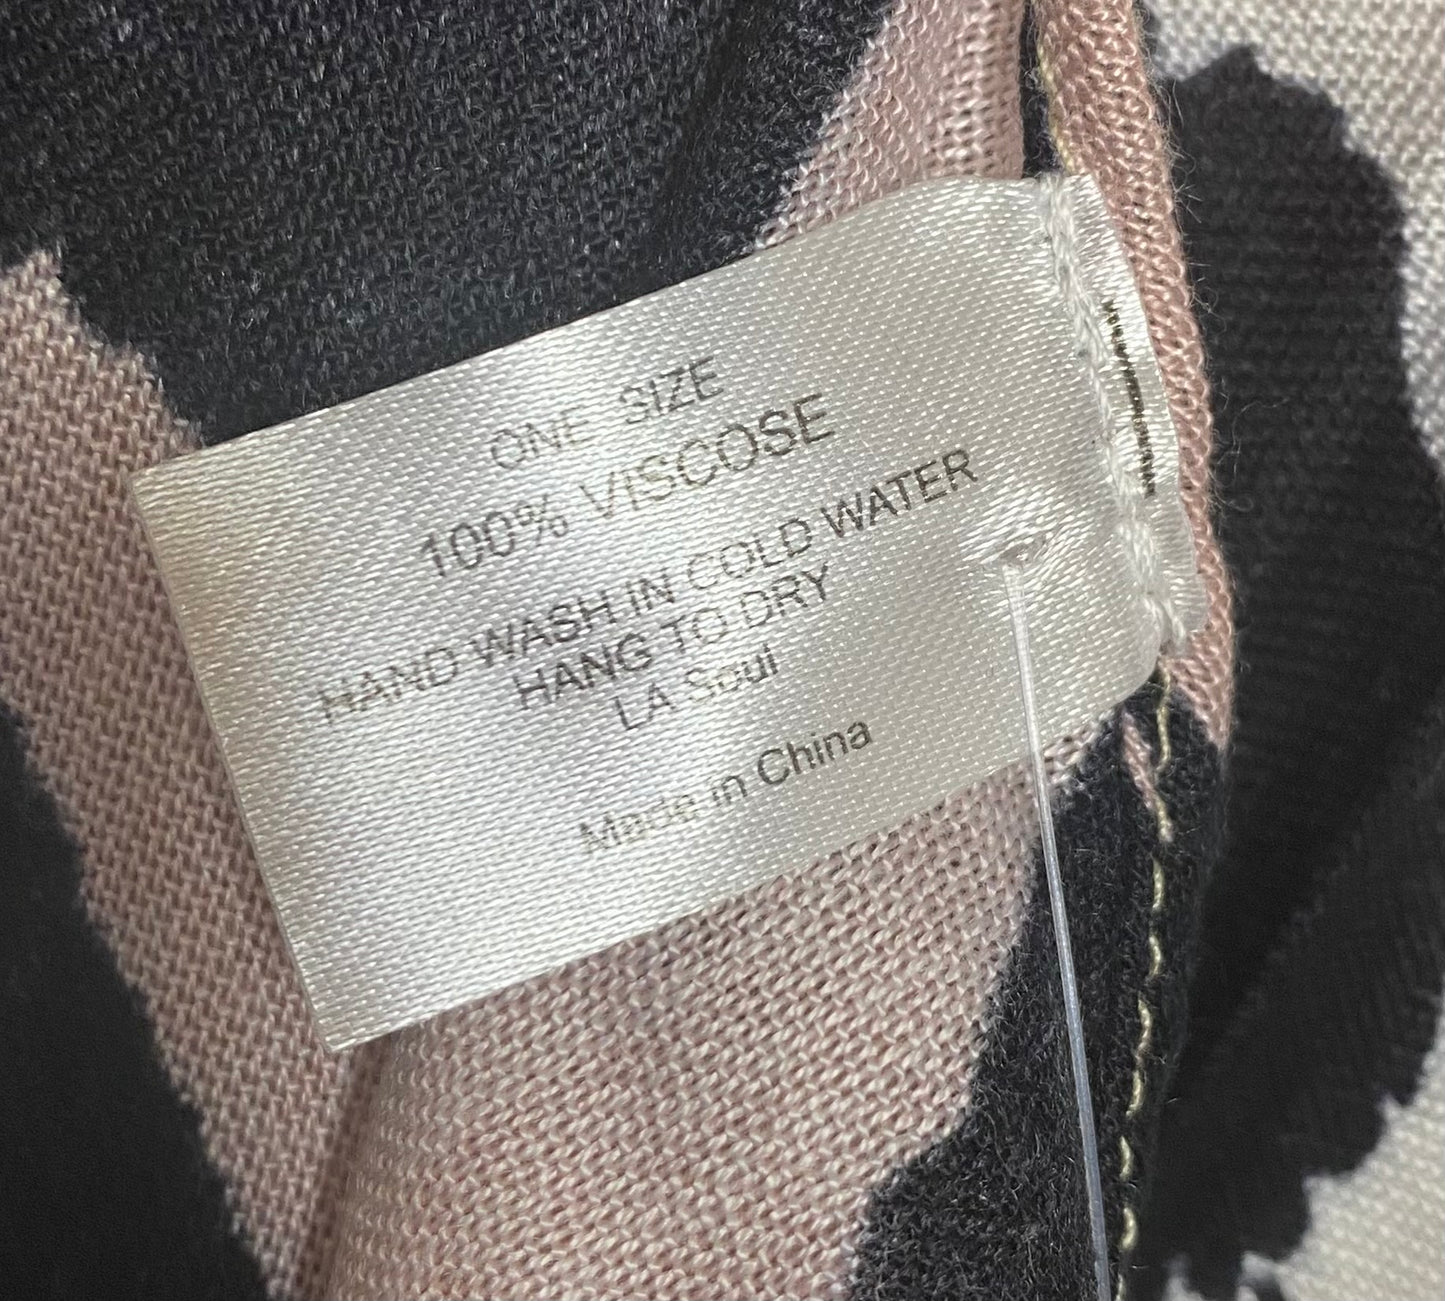 ONE SIZE
100% VISCOSE
HAND WASH IN COLD WATER
HANG TO DRY
LA Soul
Made in China